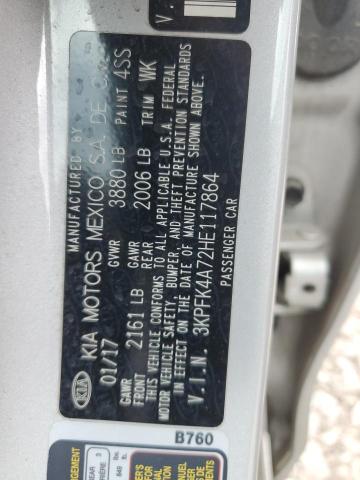 MANUFACTURED BY
KIA KIA MOTORS MEXICO S.A. DE C.V.
01/17 GVWR 3880 LB PAINT 4SS
GAWR FRONT 2161 LB GAWR REAR 2006 LB TRIM WK
THIS VEHICLE CONFORMS TO ALL APPLICABLE U.S.A. FEDERAL
MOTOR VEHICLE SAFETY, BUMPER, AND THEFT PREVENTION STANDARDS
IN EFFECT ON THE DATE OF MANUFACTURE SHOWN ABOVE.
V.I.N. 3KPFK4A72HE117864
PASSENGER CAR
B760